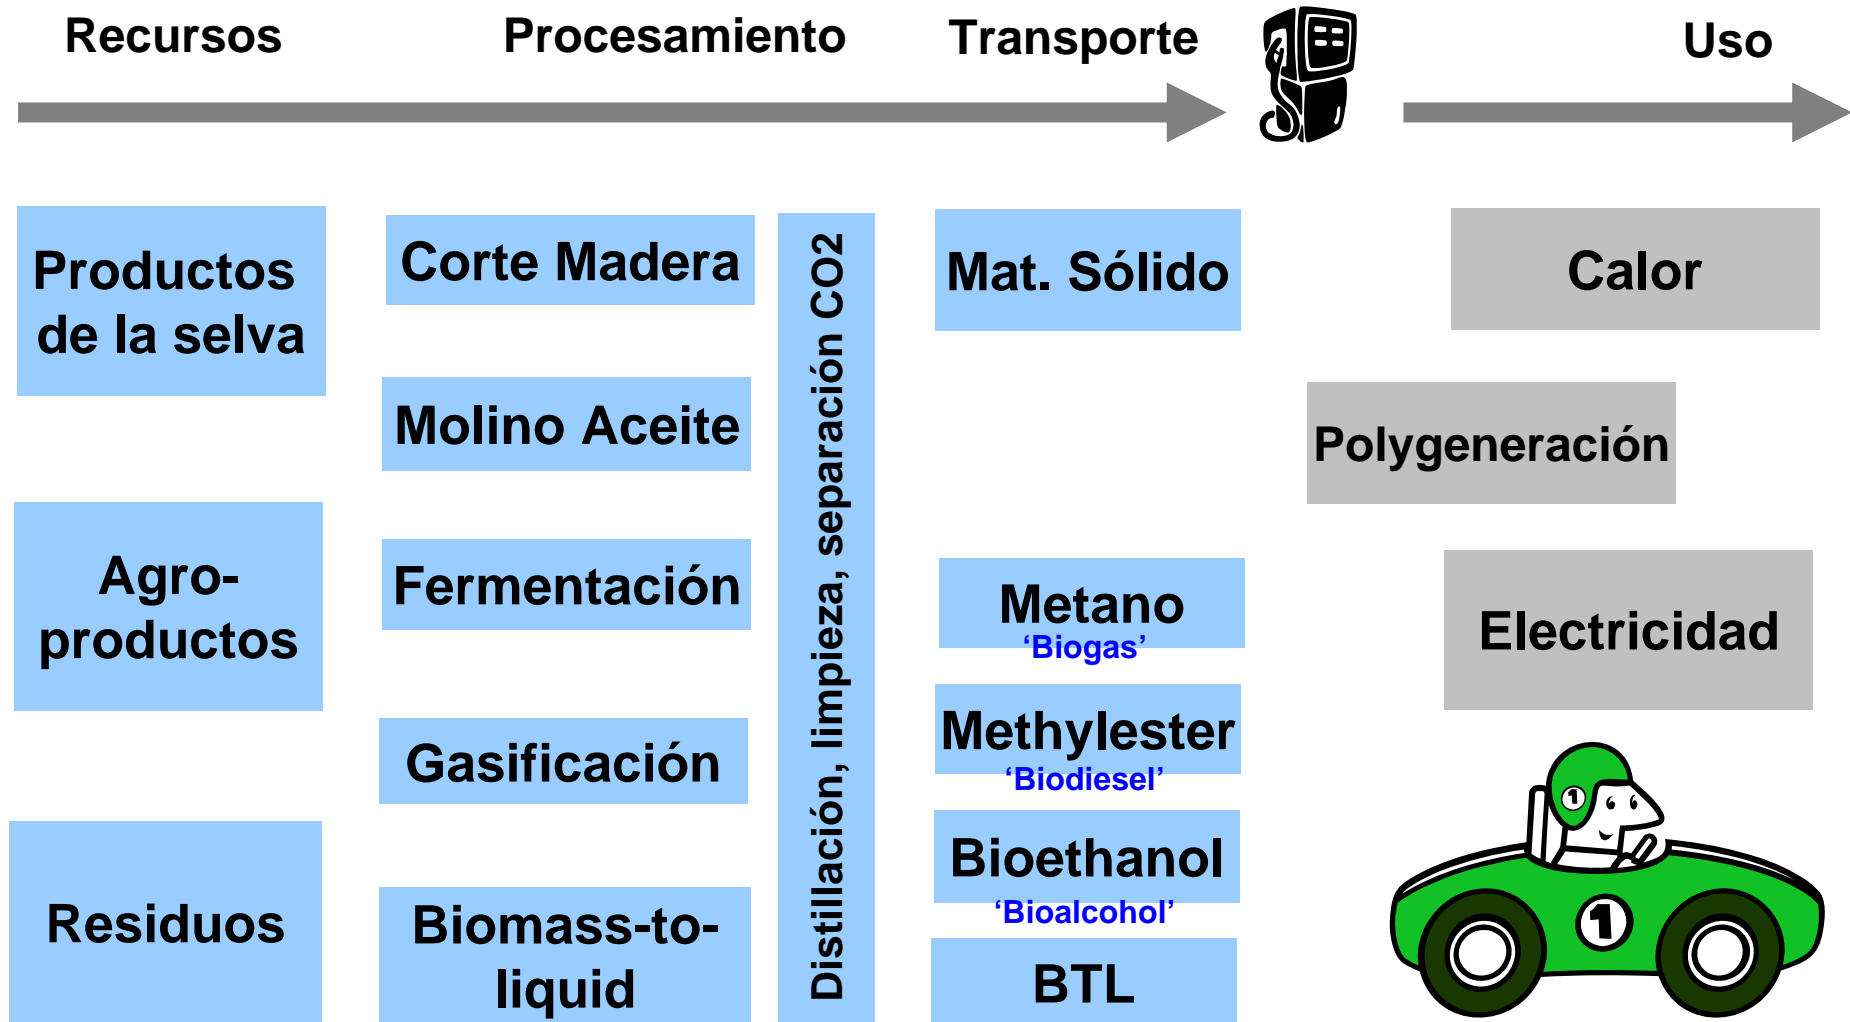 Recursos
Procesamiento
Transporte
Uso
Productos
de la selva
Agro-
productos
Residuos
Corte Madera
Molino Aceite
Fermentación
Gasificación
Biomass-to-
liquid
Distillación, limpieza, separación CO2
Mat. Sólido
Metano
‘Biogas’
Methylester
‘Biodiesel’
Bioethanol
‘Bioalcohol’
BTL
Calor
Polygeneración
Electricidad
1
1